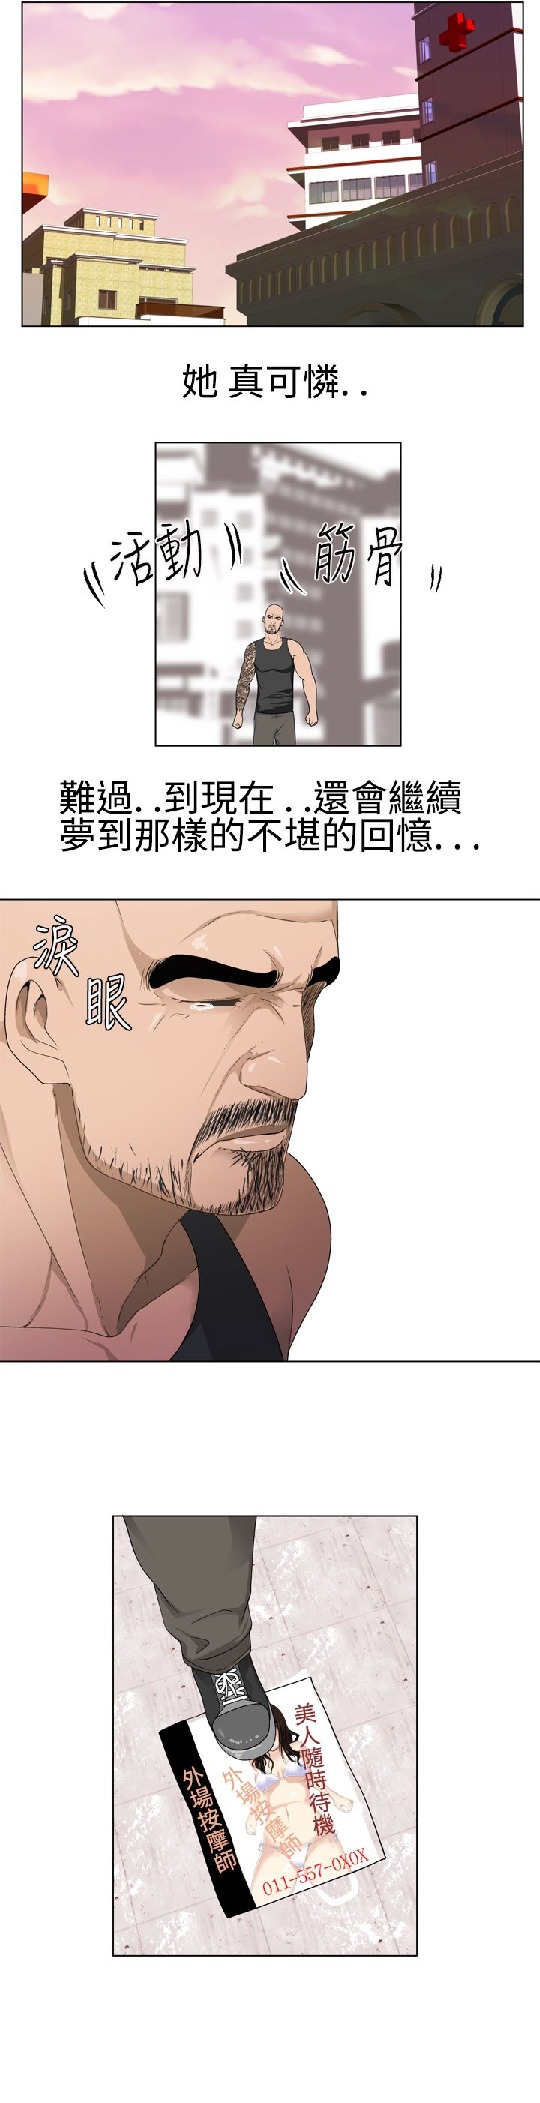 她 真可憐. .
活動
筋骨
難過. .到現在 . .還會繼續
夢到那樣的不堪的回憶. . .
淚
眼
美人隨時待機
外場按摩師
外場按摩師
011-557-0X0X